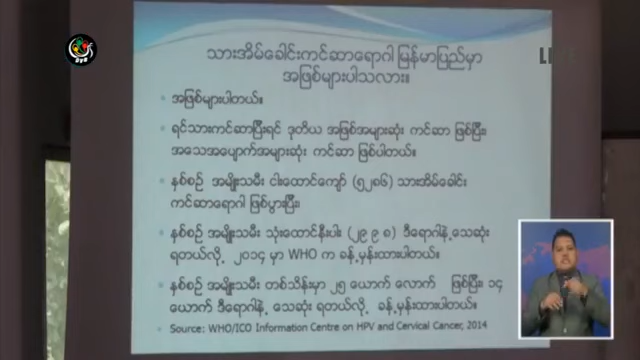 သားအိမ်ခေါင်းကင်ဆာရောဂါ မြန်မာပြည်မှာ
အဖြစ်များပါသလား။
အဖြစ်များပါတယ်။
ရင်သားကင်ဆာပြီးရင် ဒုတိယ အဖြစ်အများဆုံး ကင်ဆာ ဖြစ်ပြီး၊
အသေအပျောက်အများဆုံး ကင်ဆာ ဖြစ်ပါတယ်။
နှစ်စဉ် အမျိုးသမီး ငါးထောင်ကျော် (၅၂၈၆) သားအိမ်ခေါင်း
ကင်ဆာရောဂါ ဖြစ်ပွားပြီး၊
နှစ်စဉ် အမျိုးသမီး သုံးထောင်နီးပါး (၂၉၉၈) ဒီရောဂါနဲ့ သေဆုံး
ရတယ်လို့ ၂၀၁၄ မှာ WHO က ခန့်မှန်းထားပါတယ်။
နှစ်စဉ် အမျိုးသမီး တစ်သိန်းမှာ ၂၅ ယောက် လောက် ဖြစ်ပြီး၊ ၁၄
ယောက် ဒီရောဂါနဲ့ သေဆုံး ရတယ်လို့ ခန့်မှန်းထားပါတယ်။
Source: WHO/ICO Information Centre on HPV and Cervical Cancer, 2014